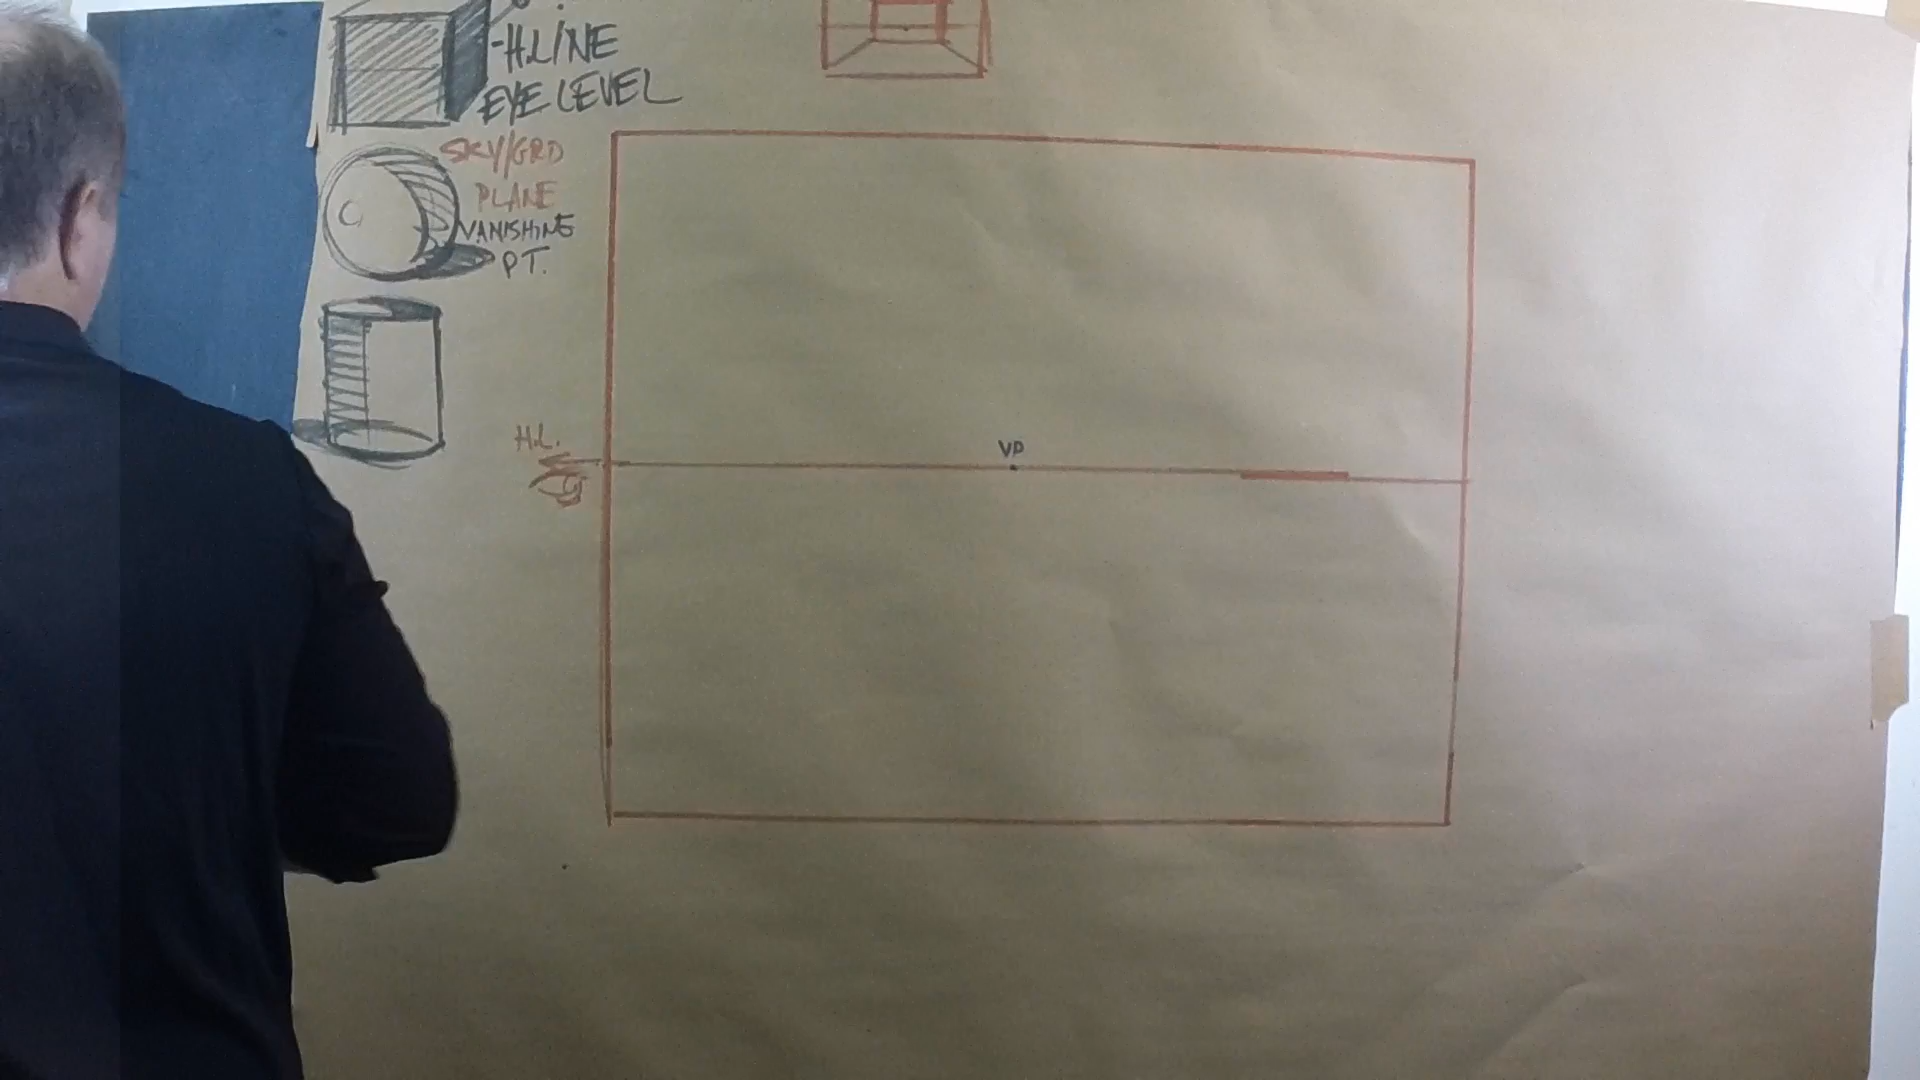 -H.LINE
EYE LEVEL
SKY/GRD
PLANE
VANISHING
PT.
H.L.
VP